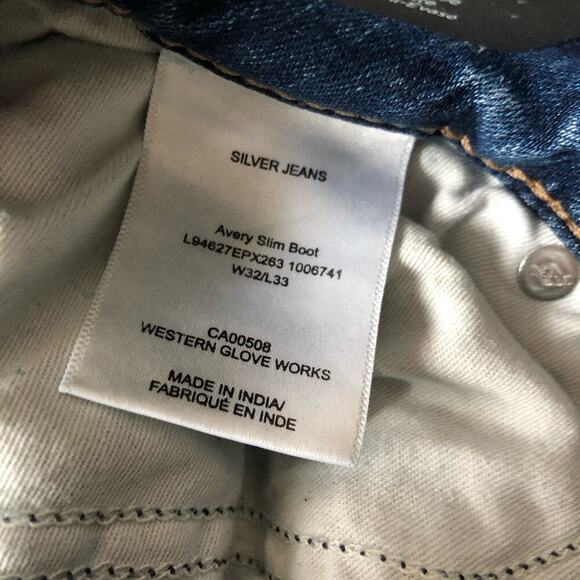 SILVER JEANS
Avery Slim Boot
L94627EPX263 1006741
W32/L33
CA00508
WESTERN GLOVE WORKS
MADE IN INDIA/
FABRIQUÉ EN INDE